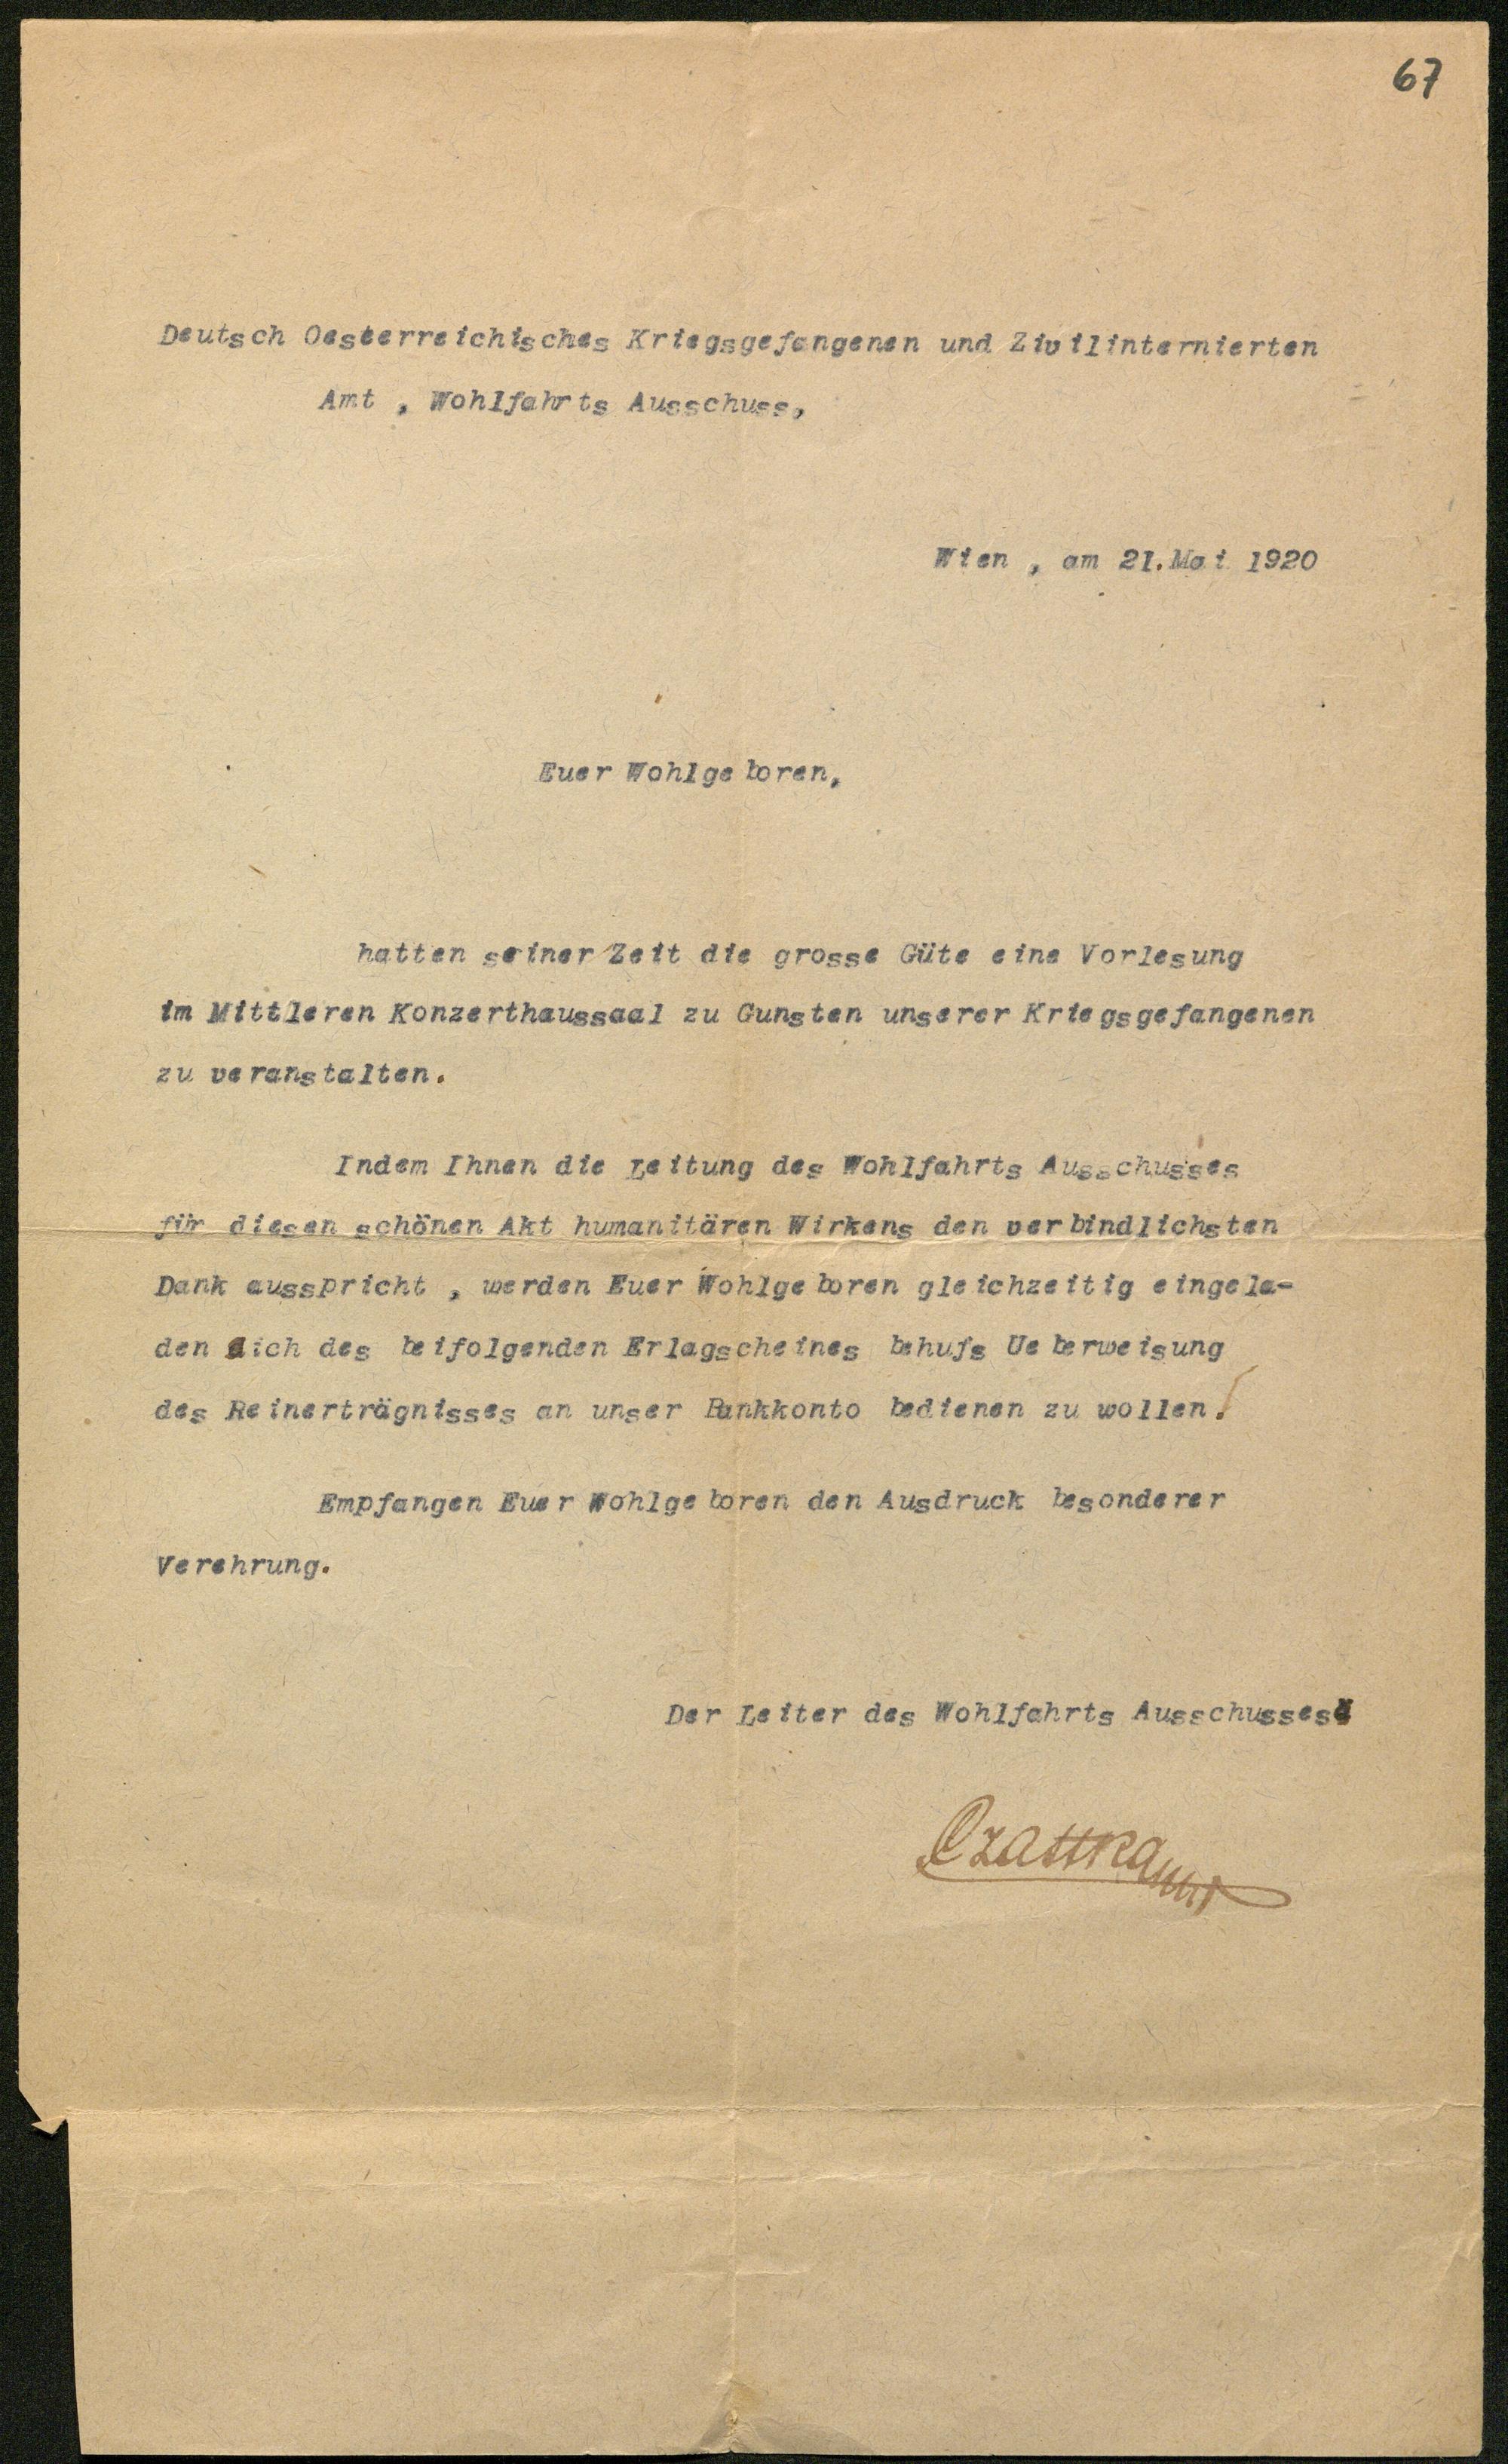 67
Deutsch Oesterreichisches Kriegsgefangenen und Zivilinternierten
Amt , Wohlfahrts Ausschuss,
Wien , am 21. Mai 1920
Euer Wohlgeboren,
hatten seiner Zeit die grosse Güte eine Vorlesung
im Mittleren Konzerthaussaal zu Gunsten unserer Kriegsgefangenen
zu veranstalten.
Indem Ihnen die Leitung des Wohlfahrts Ausschusses
für diesen schönen Akt humanitären Wirkens den verbindlichsten
Dank ausspricht , werden Euer Wohlgeboren gleichzeitig eingela-
den sich des beifolgenden Erlagscheines behufs Ueberweisung
des Reinerträgnisses an unser Bankkonto bedienen zu wollen!
Empfangen Euer Wohlgeboren den Ausdruck besonderer
Verehrung.
Der Leiter des Wohlfahrts Ausschusses